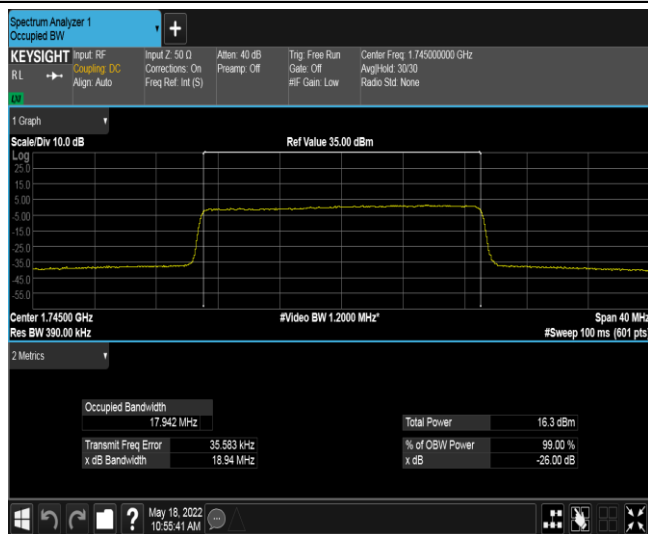 Spectrum Analyzer 1
Occupied BW
+
KEYSIGHT
RL
LM
Input: RF
Coupling: DC
Align: Auto
Input Z: 50 Ω
Corrections: On
Freq Ref: Int (S)
Atten: 40 dB
Preamp: Off
Trig: Free Run
Gate: Off
#IF Gain: Low
Center Freq: 1.745000000 GHz
Avg|Hold: 30/30
Radio Std: None
1 Graph
Scale/Div 10.0 dB
Ref Value 35.00 dBm
Log
25.0
15.0
5.00
-5.00
-15.0
-25.0
-35.0
-45.0
-55.0
Center 1.74500 GHz
#Video BW 1.2000 MHz*
Span 40 MHz
Res BW 390.00 kHz
#Sweep 100 ms (601 pts)
2 Metrics
Occupied Bandwidth
17.942 MHz
Total Power 16.3 dBm
Transmit Freq Error 35.583 kHz
% of OBW Power 99.00 %
x dB Bandwidth 18.94 MHz
x dB -26.00 dB
?
May 18, 2022
10:55:41 AM